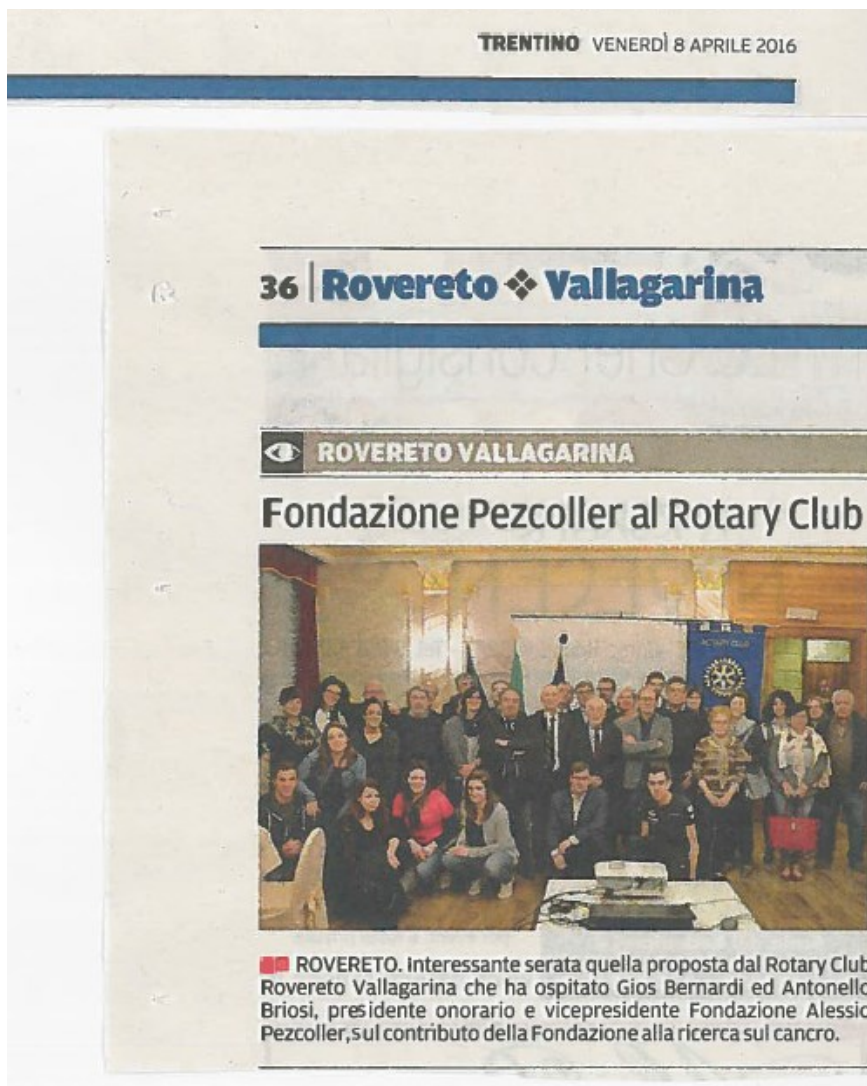 TRENTINO VENERDÌ 8 APRILE 2016
36 Rovereto ❖ Vallagarina
ROVERETO VALLAGARINA
Fondazione Pezcoller al Rotary Club
ROTARY CLUB
ROVERETO. Interessante serata quella proposta dal Rotary Club
Rovereto Vallagarina che ha ospitato Gios Bernardi ed Antonello
Briosi, presidente onorario e vicepresidente Fondazione Alessio
Pezcoller,sul contributo della Fondazione alla ricerca sul cancro.